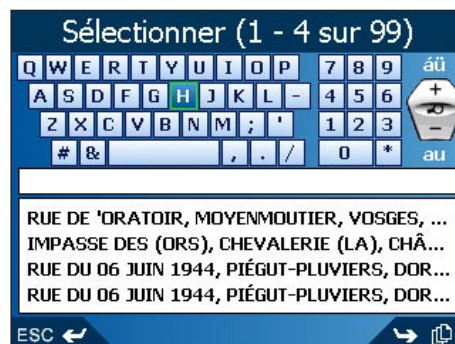 Sélectionner (1 - 4 sur 99)
Q W E R T Y U I O P 7 8 9 áü
A S D F G H J K L - 4 5 6 +
Z X C V B N M ; ' 1 2 3 −
# & , . / 0 * au
RUE DE 'ORATOIR, MOYENMOUTIER, VOSGES, ...
IMPASSE DES (ORS), CHEVALERIE (LA), CHÂ...
RUE DU 06 JUIN 1944, PIÉGUT-PLUVIERS, DOR...
RUE DU 06 JUIN 1944, PIÉGUT-PLUVIERS, DOR...
ESC